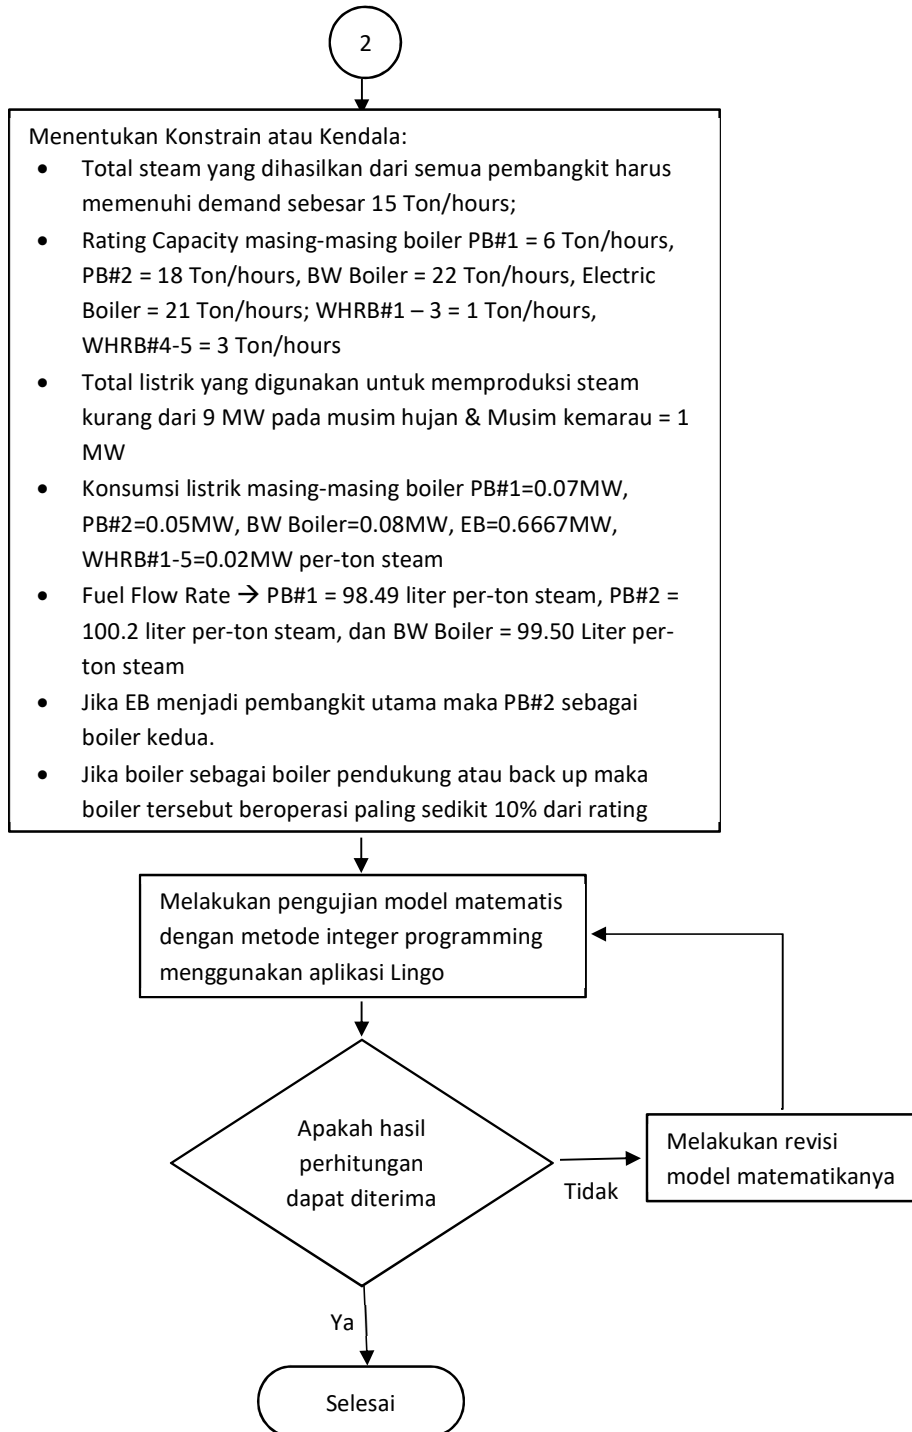 2
Menentukan Konstrain atau Kendala:
• Total steam yang dihasilkan dari semua pembangkit harus
memenuhi demand sebesar 15 Ton/hours;
• Rating Capacity masing-masing boiler PB#1 = 6 Ton/hours,
PB#2 = 18 Ton/hours, BW Boiler = 22 Ton/hours, Electric
Boiler = 21 Ton/hours; WHRB#1 – 3 = 1 Ton/hours,
WHRB#4-5 = 3 Ton/hours
• Total listrik yang digunakan untuk memproduksi steam
kurang dari 9 MW pada musim hujan & Musim kemarau = 1
MW
• Konsumsi listrik masing-masing boiler PB#1=0.07MW,
PB#2=0.05MW, BW Boiler=0.08MW, EB=0.6667MW,
WHRB#1-5=0.02MW per-ton steam
• Fuel Flow Rate → PB#1 = 98.49 liter per-ton steam, PB#2 =
100.2 liter per-ton steam, dan BW Boiler = 99.50 Liter per-
ton steam
• Jika EB menjadi pembangkit utama maka PB#2 sebagai
boiler kedua.
• Jika boiler sebagai boiler pendukung atau back up maka
boiler tersebut beroperasi paling sedikit 10% dari rating
Melakukan pengujian model matematis
dengan metode integer programming
menggunakan aplikasi Lingo
Apakah hasil
perhitungan
dapat diterima
Tidak
Melakukan revisi
model matematikanya
Ya
Selesai